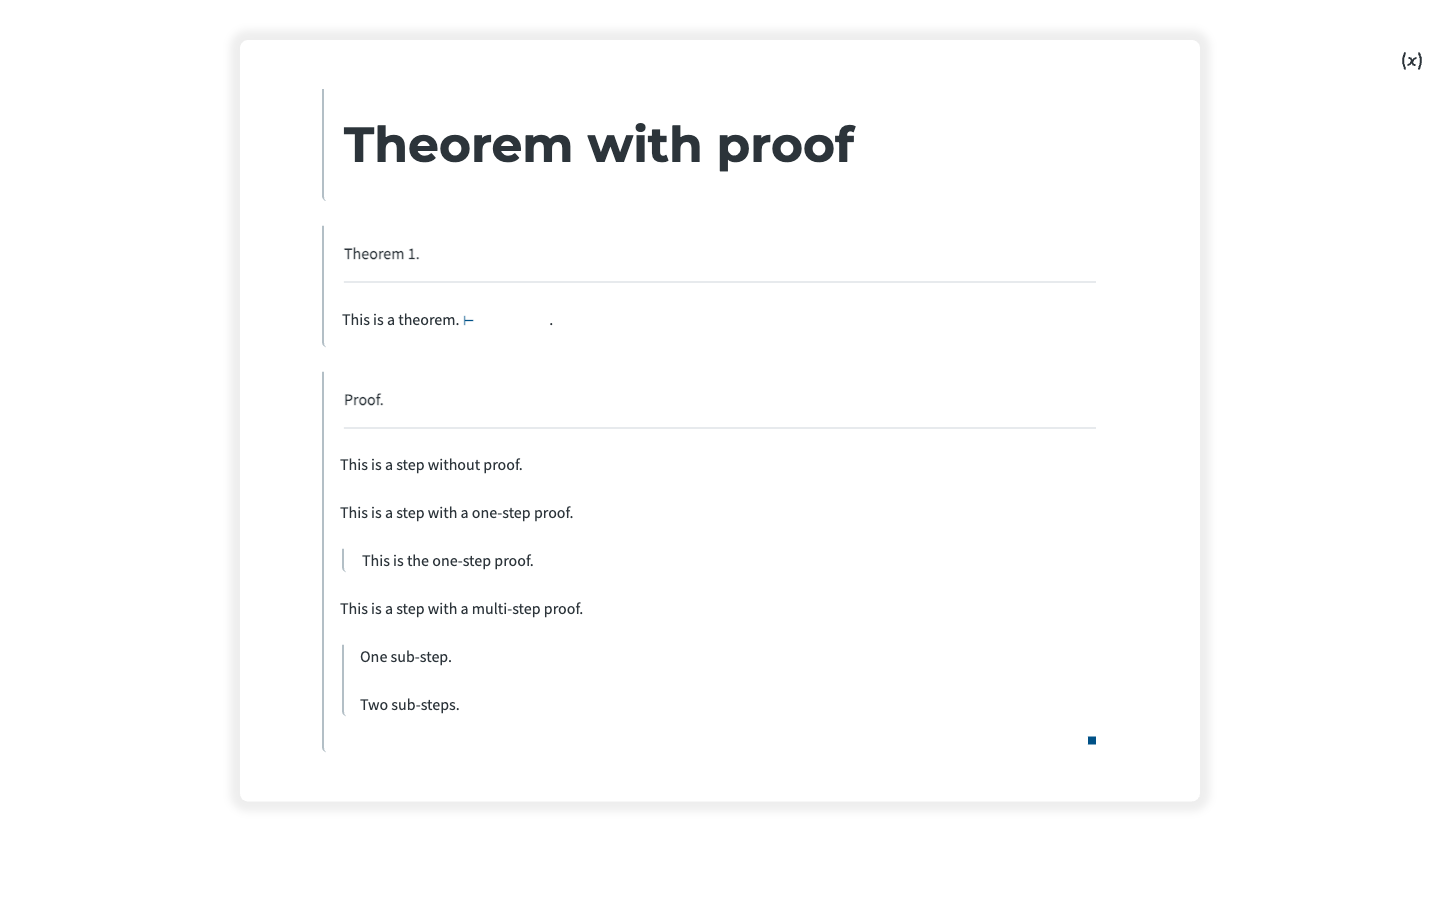 (x)
Theorem with proof
Theorem 1.
This is a theorem. ⊢ .
Proof.
This is a step without proof.
This is a step with a one-step proof.
This is the one-step proof.
This is a step with a multi-step proof.
One sub-step.
Two sub-steps.